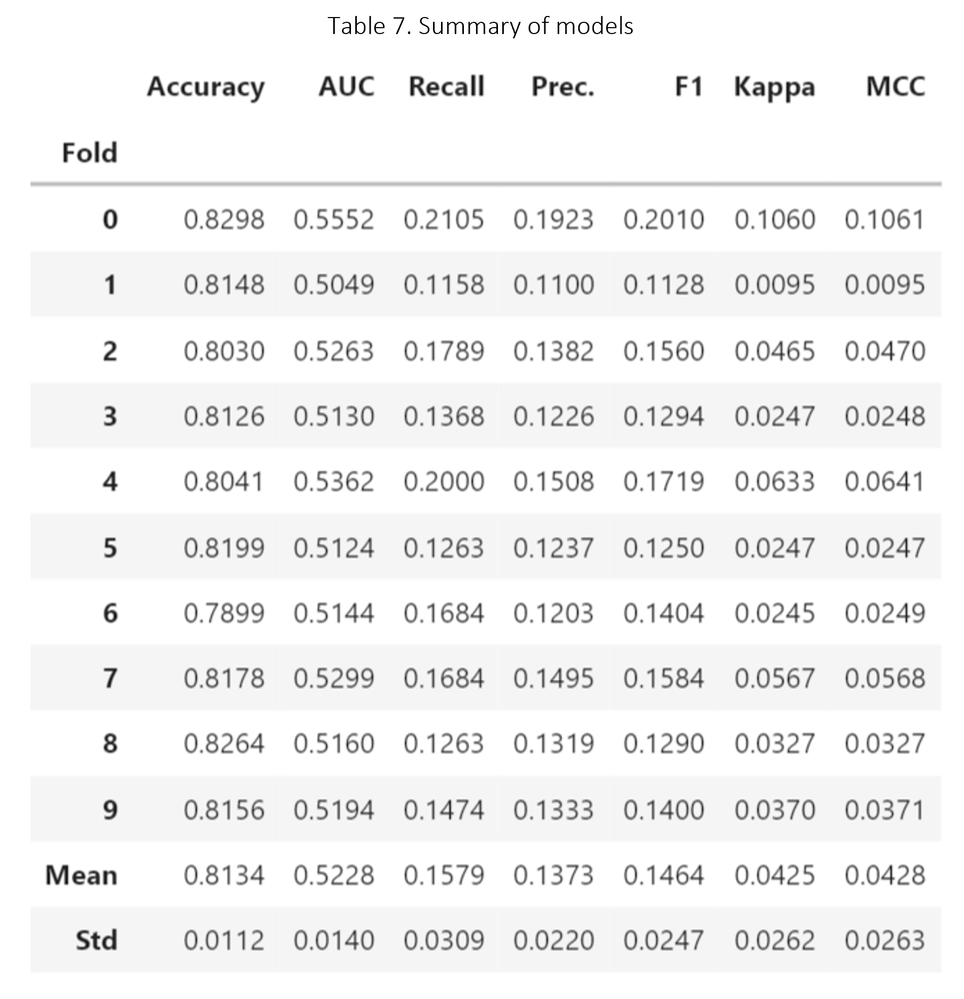 Table 7. Summary of models
Accuracy AUC Recall Prec. F1 Kappa MCC
Fold
0 0.8298 0.5552 0.2105 0.1923 0.2010 0.1060 0.1061
1 0.8148 0.5049 0.1158 0.1100 0.1128 0.0095 0.0095
2 0.8030 0.5263 0.1789 0.1382 0.1560 0.0465 0.0470
3 0.8126 0.5130 0.1368 0.1226 0.1294 0.0247 0.0248
4 0.8041 0.5362 0.2000 0.1508 0.1719 0.0633 0.0641
5 0.8199 0.5124 0.1263 0.1237 0.1250 0.0247 0.0247
6 0.7899 0.5144 0.1684 0.1203 0.1404 0.0245 0.0249
7 0.8178 0.5299 0.1684 0.1495 0.1584 0.0567 0.0568
8 0.8264 0.5160 0.1263 0.1319 0.1290 0.0327 0.0327
9 0.8156 0.5194 0.1474 0.1333 0.1400 0.0370 0.0371
Mean 0.8134 0.5228 0.1579 0.1373 0.1464 0.0425 0.0428
Std 0.0112 0.0140 0.0309 0.0220 0.0247 0.0262 0.0263